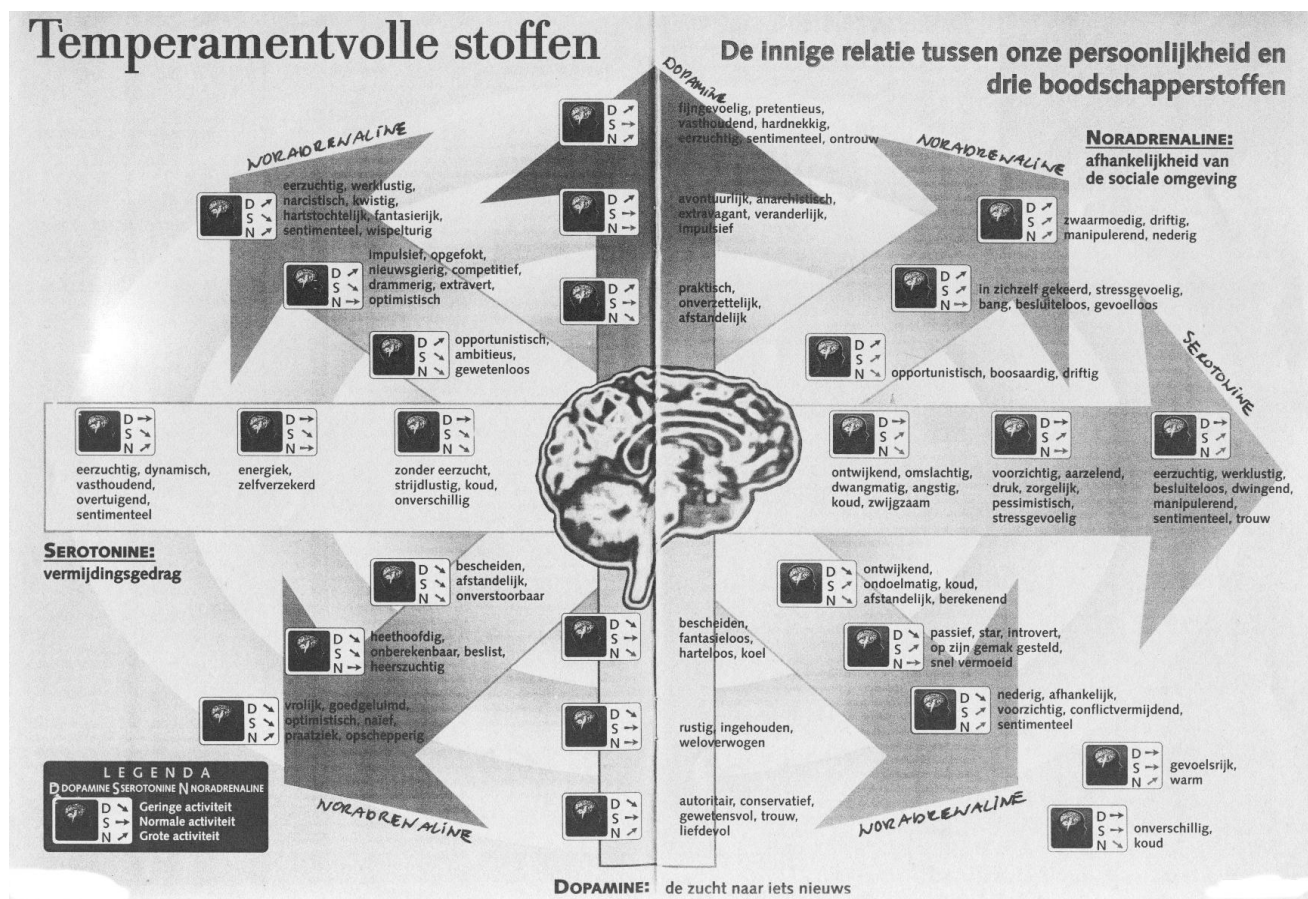 Temperamentvolle stoffen
De innige relatie tussen onze persoonlijkheid en
drie boodschapperstoffen
DOPAMINE
D ↗
S →
N ↗
fijngevoelig, pretentieus,
vasthoudend, hardnekkig,
eerzuchtig, sentimenteel, ontrouw
NORADRENALINE
NORADRENALINE
NORADRENALINE:
afhankelijkheid van
de sociale omgeving
D ↗
S ↘
N ↗
eerzuchtig, werklustig,
narcistisch, kwistig,
hartstochtelijk, fantasierijk,
sentimenteel, wispelturig
D ↗
S →
N →
avontuurlijk, anarchistisch,
extravagant, veranderlijk,
impulsief
D ↗
S ↗
N ↗
zwaarmoedig, driftig,
manipulerend, nederig
D ↗
S ↘
N →
impulsief, opgefokt,
nieuwsgierig, competitief,
drammerig, extravert,
optimistisch
D ↗
S →
N ↘
praktisch,
onverzettelijk,
afstandelijk
D ↗
S ↗
N →
in zichzelf gekeerd, stressgevoelig,
bang, besluiteloos, gevoelloos
D ↗
S ↘
N ↘
opportunistisch,
ambitieus,
gewetenloos
D ↗
S ↗
N ↘
opportunistisch, boosaardig, driftig
SEROTONINE
D →
S ↘
N ↗
eerzuchtig, dynamisch,
vasthoudend,
overtuigend,
sentimenteel
D →
S ↘
N →
energiek,
zelfverzekerd
D →
S ↘
N ↘
zonder eerzucht,
strijdlustig, koud,
onverschillig
D →
S ↗
N ↘
ontwijkend, omslachtig,
dwangmatig, angstig,
koud, zwijgzaam
D →
S ↗
N →
voorzichtig, aarzelend,
druk, zorgelijk,
pessimistisch,
stressgevoelig
D →
S ↗
N ↗
eerzuchtig, werklustig,
besluiteloos, dwingend,
manipulerend,
sentimenteel, trouw
SEROTONINE:
vermijdingsgedrag
D ↘
S ↘
N ↘
bescheiden,
afstandelijk,
onverstoorbaar
D ↘
S ↗
N ↘
ontwijkend,
ondoelmatig, koud,
afstandelijk, berekenend
D ↘
S ↘
N →
heethoofdig,
onberekenbaar, beslist,
heerszuchtig
D ↘
S →
N ↘
bescheiden,
fantasieloos,
harteloos, koel
D ↘
S ↗
N →
passief, star, introvert,
op zijn gemak gesteld,
snel vermoeid
D ↘
S ↘
N ↗
vrolijk, goedgeluimd,
optimistisch, naïef,
praatziek, opschepperig
D ↘
S →
N →
rustig, ingehouden,
weloverwogen
D ↘
S ↗
N ↗
nederig, afhankelijk,
voorzichtig, conflictvermijdend,
sentimenteel
D →
S →
N ↗
gevoelsrijk,
warm
LEGENDA
D DOPAMINE S SEROTONINE N NORADRENALINE
D ↘ Geringe activiteit
S → Normale activiteit
N ↗ Grote activiteit
NORADRENALINE
D ↘
S →
N ↗
autoritair, conservatief,
gewetensvol, trouw,
liefdevol
NORADRENALINE
D →
S →
N ↘
onverschillig,
koud
DOPAMINE: de zucht naar iets nieuws